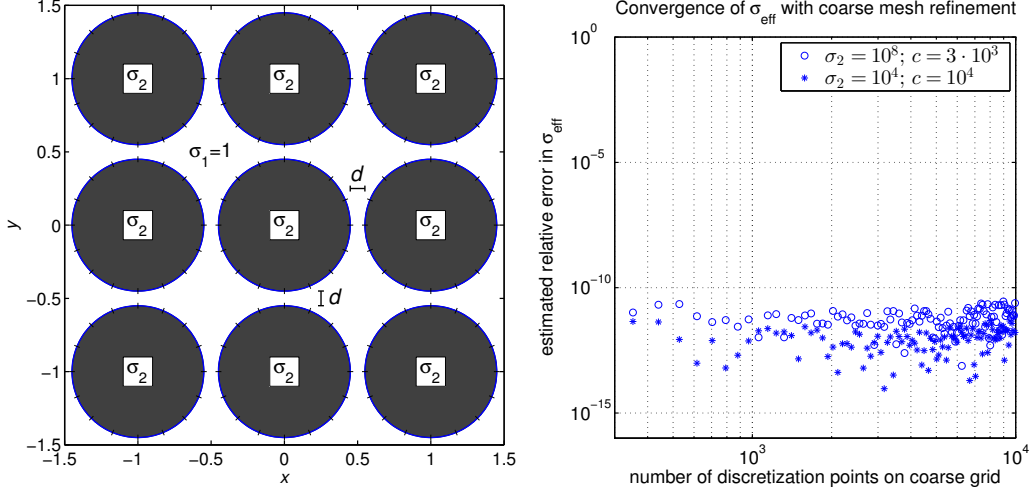 1.5
1
0.5
0
−0.5
−1
−1.5
y
σ2
σ2
σ2
σ1=1
d
σ2
σ2
σ2
d
σ2
σ2
σ2
−1.5
−1
−0.5
0
0.5
1
1.5
x
Convergence of σeff with coarse mesh refinement
10^0
10^−5
10^−10
10^−15
estimated relative error in σeff
σ2 = 10^8; c = 3 · 10^3
σ2 = 10^4; c = 10^4
10^3
10^4
number of discretization points on coarse grid